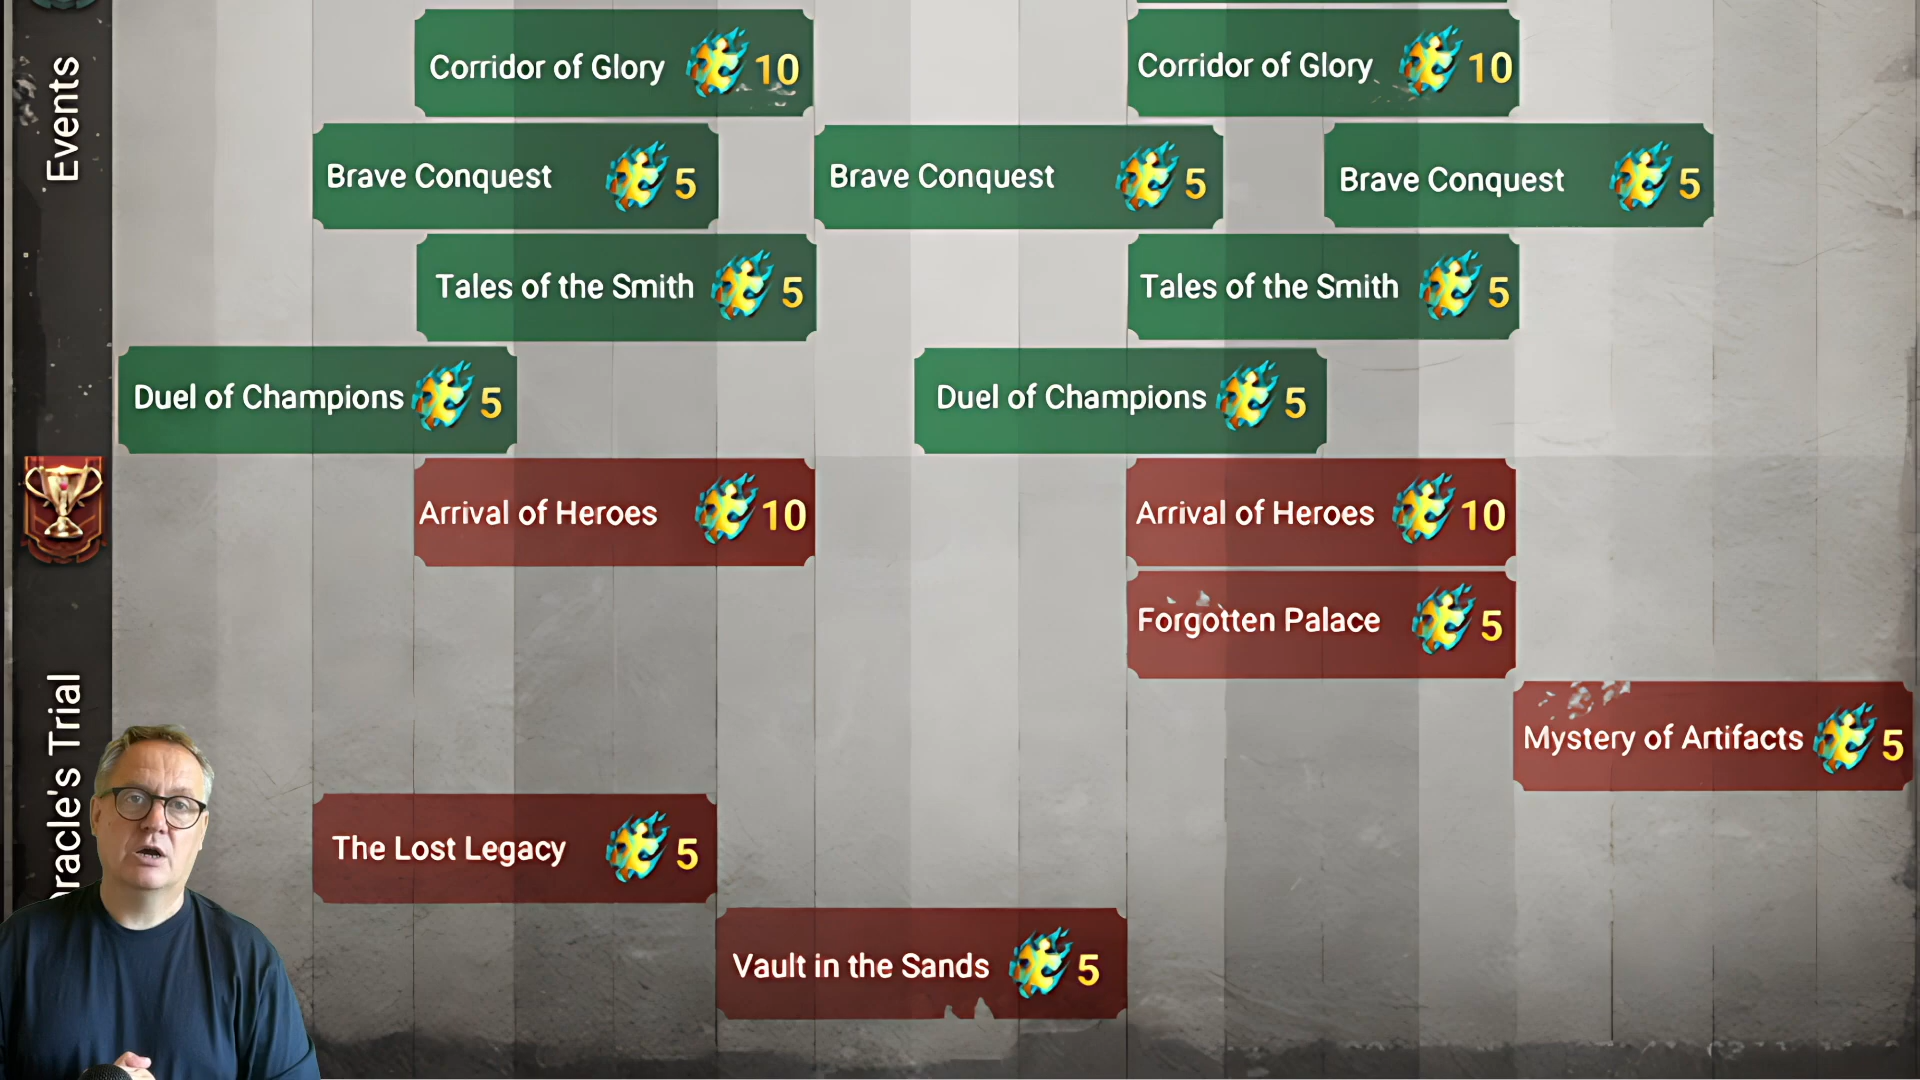 Events
Corridor of Glory 10
Corridor of Glory 10
Brave Conquest 5
Brave Conquest 5
Brave Conquest 5
Tales of the Smith 5
Tales of the Smith 5
Duel of Champions 5
Duel of Champions 5
Arrival of Heroes 10
Arrival of Heroes 10
Forgotten Palace 5
racle's Trial
Mystery of Artifacts 5
The Lost Legacy 5
Vault in the Sands 5